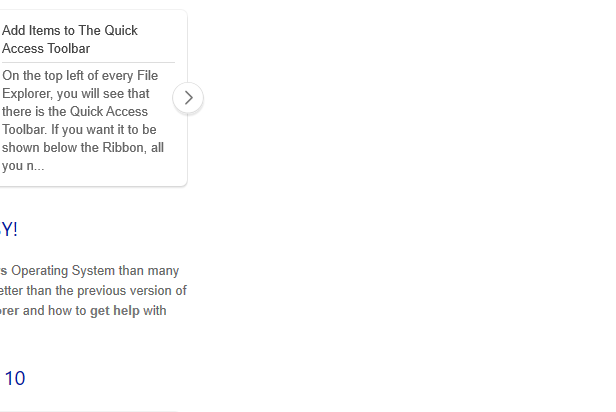 Add Items to The Quick
Access Toolbar
On the top left of every File
Explorer, you will see that
there is the Quick Access
Toolbar. If you want it to be
shown below the Ribbon, all
you n...
Y!
s Operating System than many
etter than the previous version of
orer and how to get help with
10